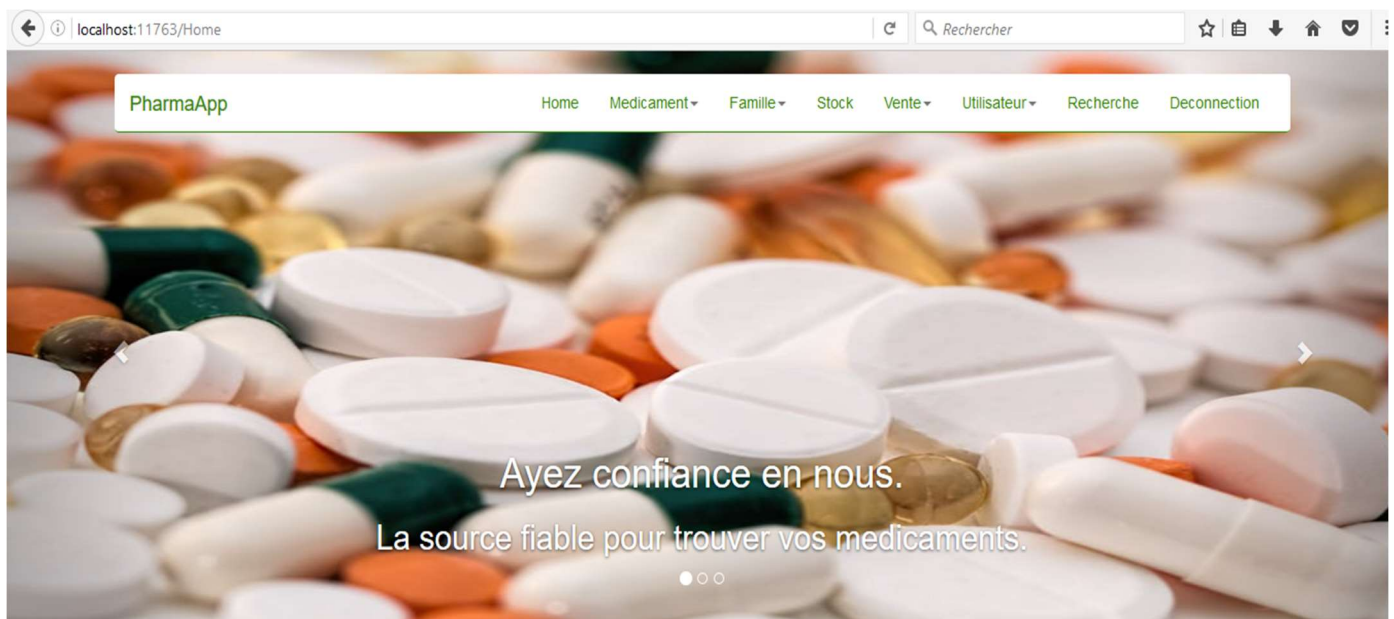 localhost:11763/Home
Rechercher
PharmaApp Home Medicament Famille Stock Vente Utilisateur Recherche Deconnection
Ayez confiance en nous.
La source fiable pour trouver vos medicaments.